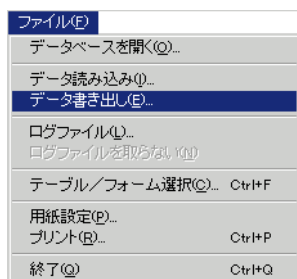 ファイル(F)
データベースを開く(O)...
データ読み込み(I)...
データ書き出し(E)...
ログファイル(L)...
ログファイルを取らない(N)
テーブル／フォーム選択(C)... Ctrl+F
用紙設定(P)...
プリント(R)... Ctrl+P
終了(Q) Ctrl+Q